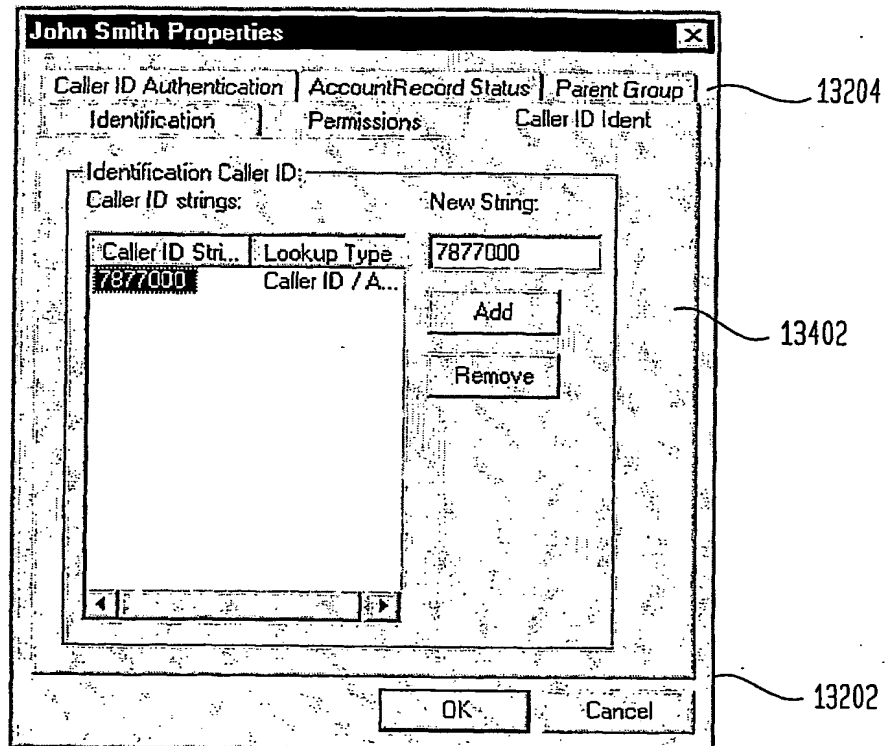 John Smith Properties
Caller ID Authentication AccountRecord Status Parent Group
13204
Identification Permissions Caller ID Ident
Identification Caller ID:
Caller ID strings: New String:
Caller ID Stri... Lookup Type 7877000
7877000 Caller ID / A...
Add
13402
Remove
13202
OK Cancel